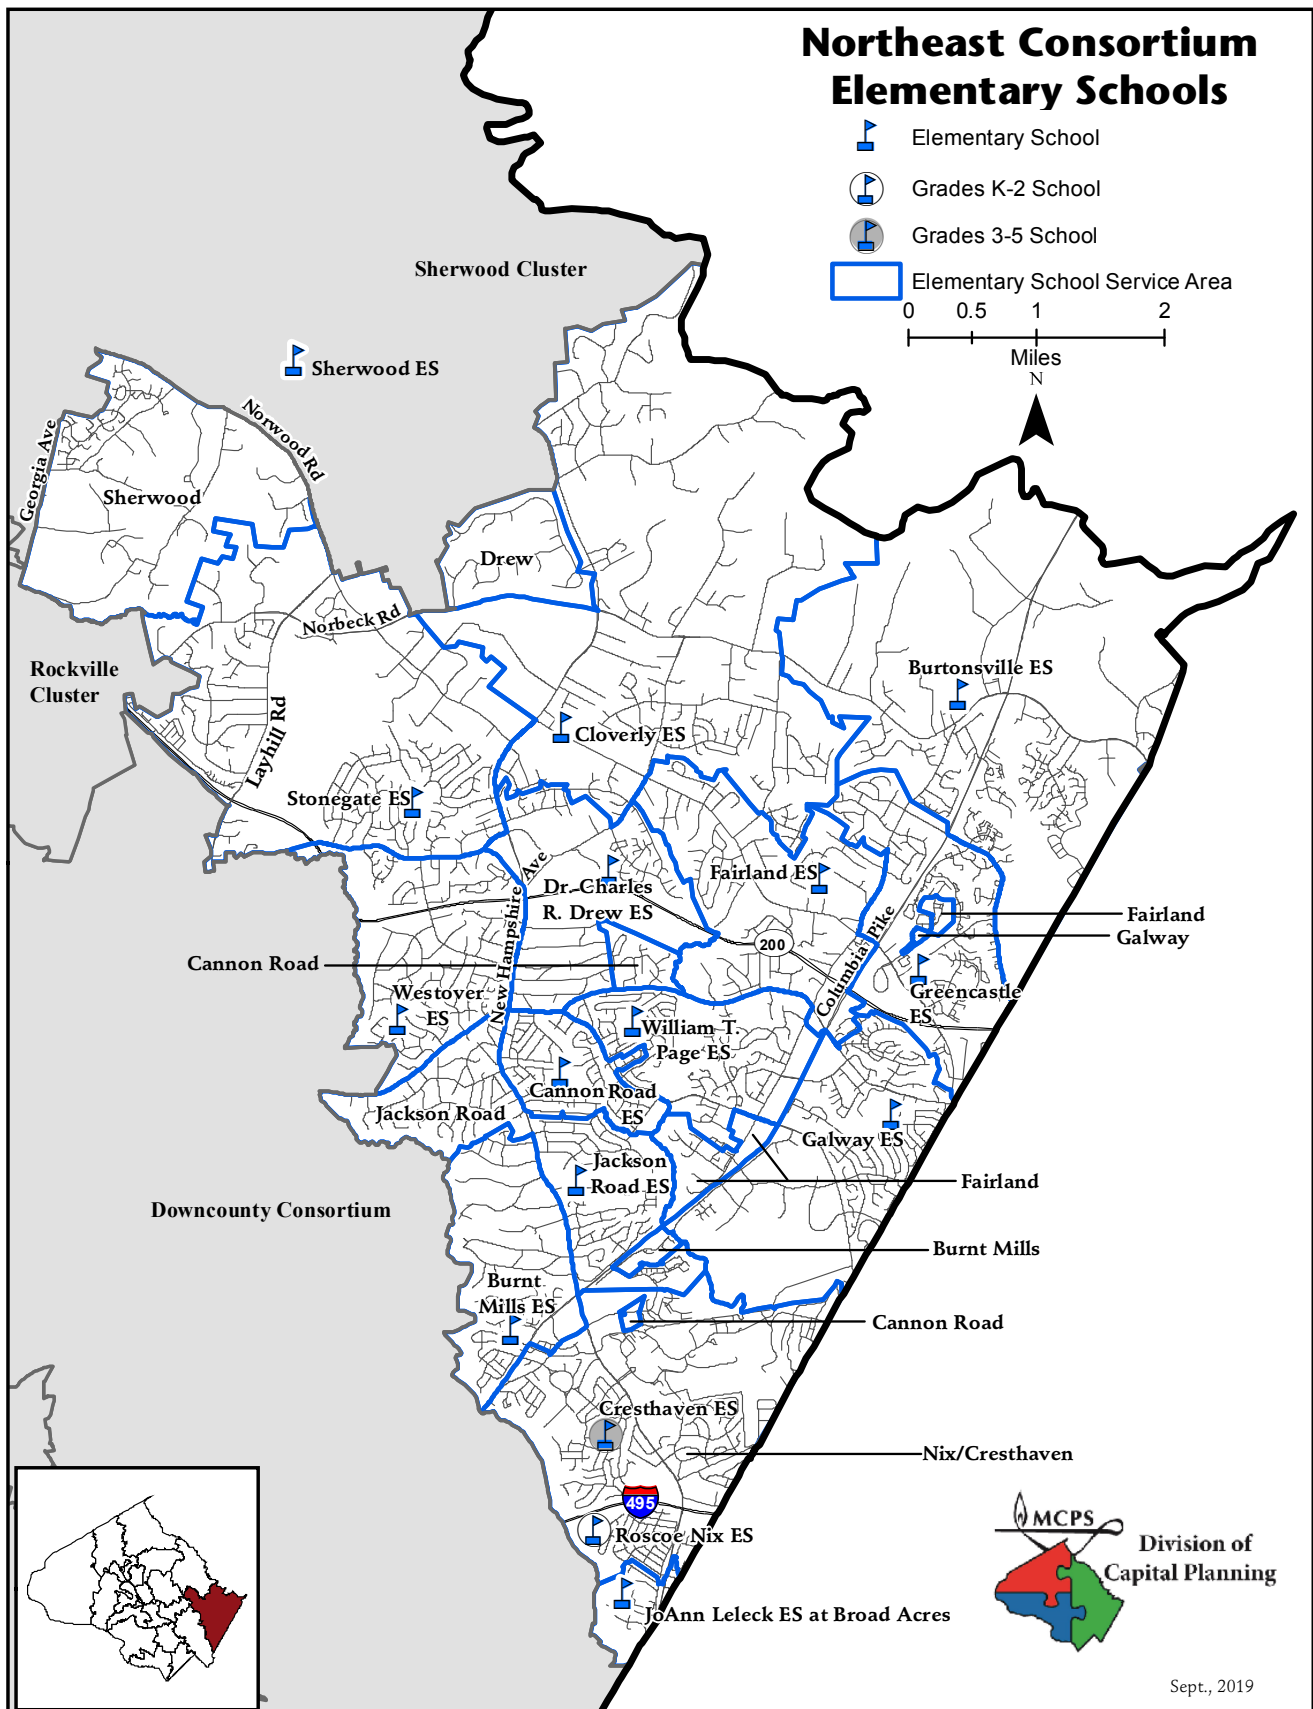 Northeast Consortium
Elementary Schools
Elementary School
Grades K-2 School
Grades 3-5 School
Elementary School Service Area
0 0.5 1 2
Miles
N
Sherwood Cluster
Sherwood ES
Georgia Ave
Norwood Rd
Sherwood
Drew
Norbeck Rd
Rockville
Cluster
Layhill Rd
Burtonsville ES
Cloverly ES
Stonegate ES
New Hampshire Ave
Dr. Charles
R. Drew ES
Fairland ES
Columbia Pike
200
Fairland
Galway
Cannon Road
Westover
ES
Greencastle
ES
William T.
Page ES
Cannon Road
ES
Jackson Road
Galway ES
Jackson
Road ES
Fairland
Downcounty Consortium
Burnt Mills
Burnt
Mills ES
Cannon Road
Cresthaven ES
Nix/Cresthaven
495
Roscoe Nix ES
JoAnn Leleck ES at Broad Acres
MCPS
Division of
Capital Planning
Sept., 2019